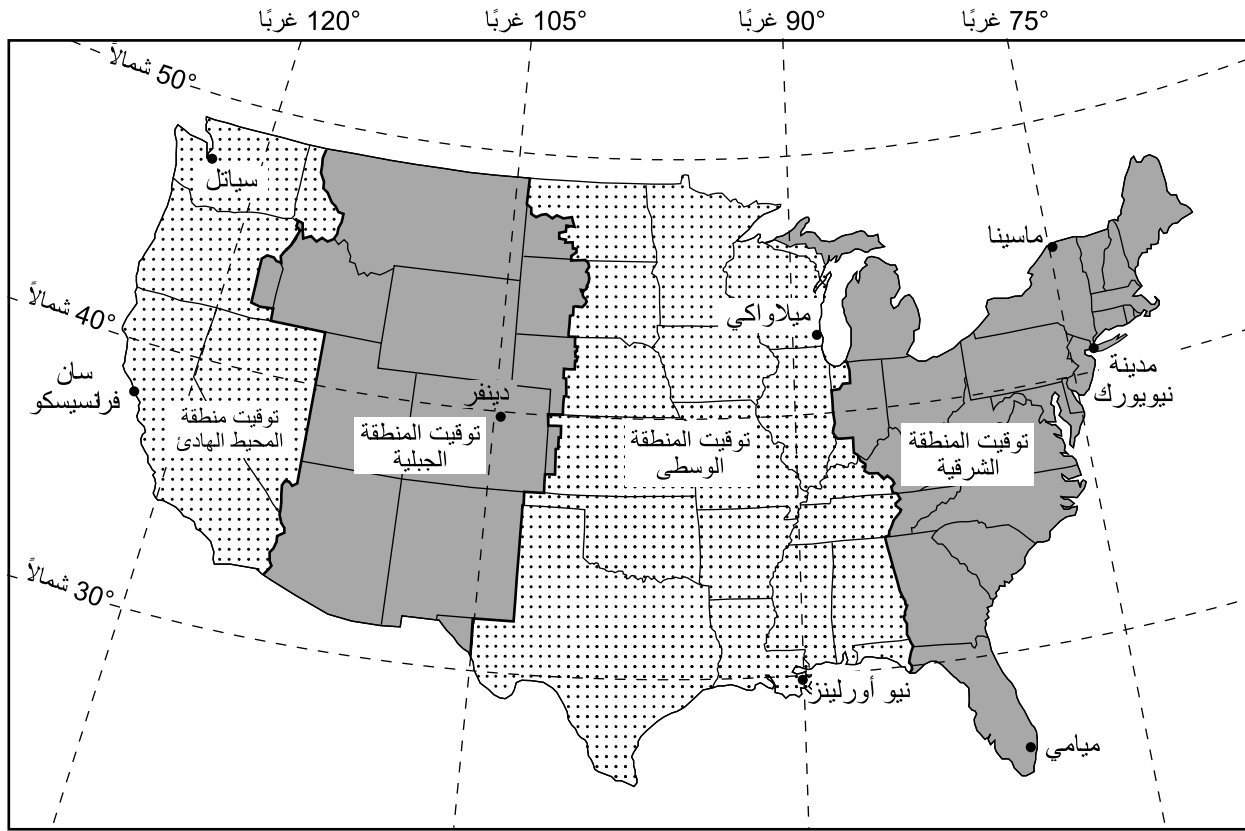 120° غربًا
105° غربًا
90° غربًا
75° غربًا
50° شمالاً
سياتل
ماسينا
40° شمالاً
ميلاواكي
سان
فرانسيسكو
دينفر
مدينة
نيويورك
توقيت منطقة
المحيط الهادئ
توقيت المنطقة
الجبلية
توقيت المنطقة
الوسطى
توقيت المنطقة
الشرقية
30° شمالاً
نيو أورلينز
ميامي